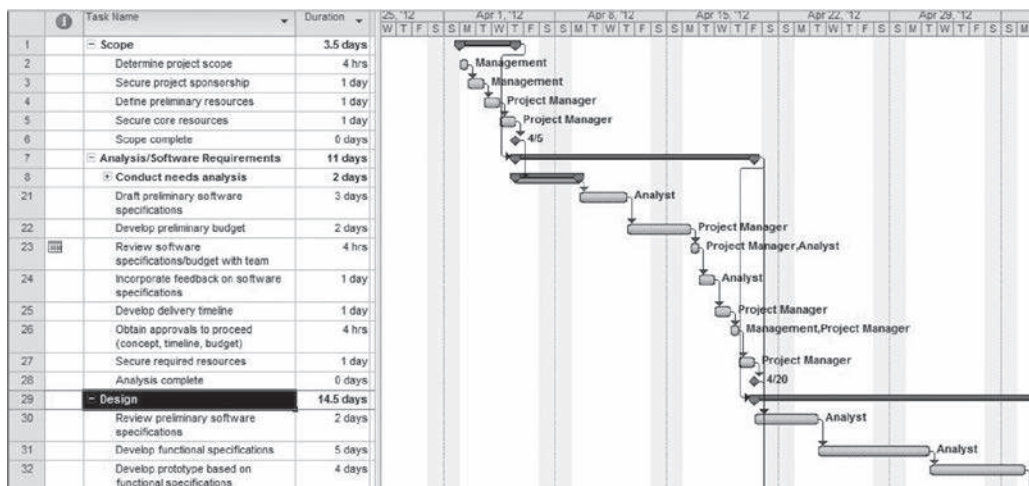 Task Name Duration 25, '12 Apr 1, '12 Apr 8, '12 Apr 15, '12 Apr 22, '12 Apr 29, '12
W T F S S M T W T F S S M T W T F S S M T W T F S S M T W T F S S M T W T F S S M
1 Scope 3.5 days
2 Determine project scope 4 hrs Management
3 Secure project sponsorship 1 day Management
4 Define preliminary resources 1 day Project Manager
5 Secure core resources 1 day Project Manager
6 Scope complete 0 days 4/5
7 Analysis/Software Requirements 11 days
8 Conduct needs analysis 2 days
21 Draft preliminary software 3 days Analyst
specifications
22 Develop preliminary budget 2 days Project Manager
23 Review software 4 hrs Project Manager,Analyst
specifications/budget with team
24 Incorporate feedback on software 1 day Analyst
specifications
25 Develop delivery timeline 1 day Project Manager
26 Obtain approvals to proceed 4 hrs Management,Project Manager
(concept, timeline, budget)
27 Secure required resources 1 day Project Manager
28 Analysis complete 0 days 4/20
29 Design 14.5 days
30 Review preliminary software 2 days Analyst
specifications
31 Develop functional specifications 5 days Analyst
32 Develop prototype based on 4 days
functional specifications